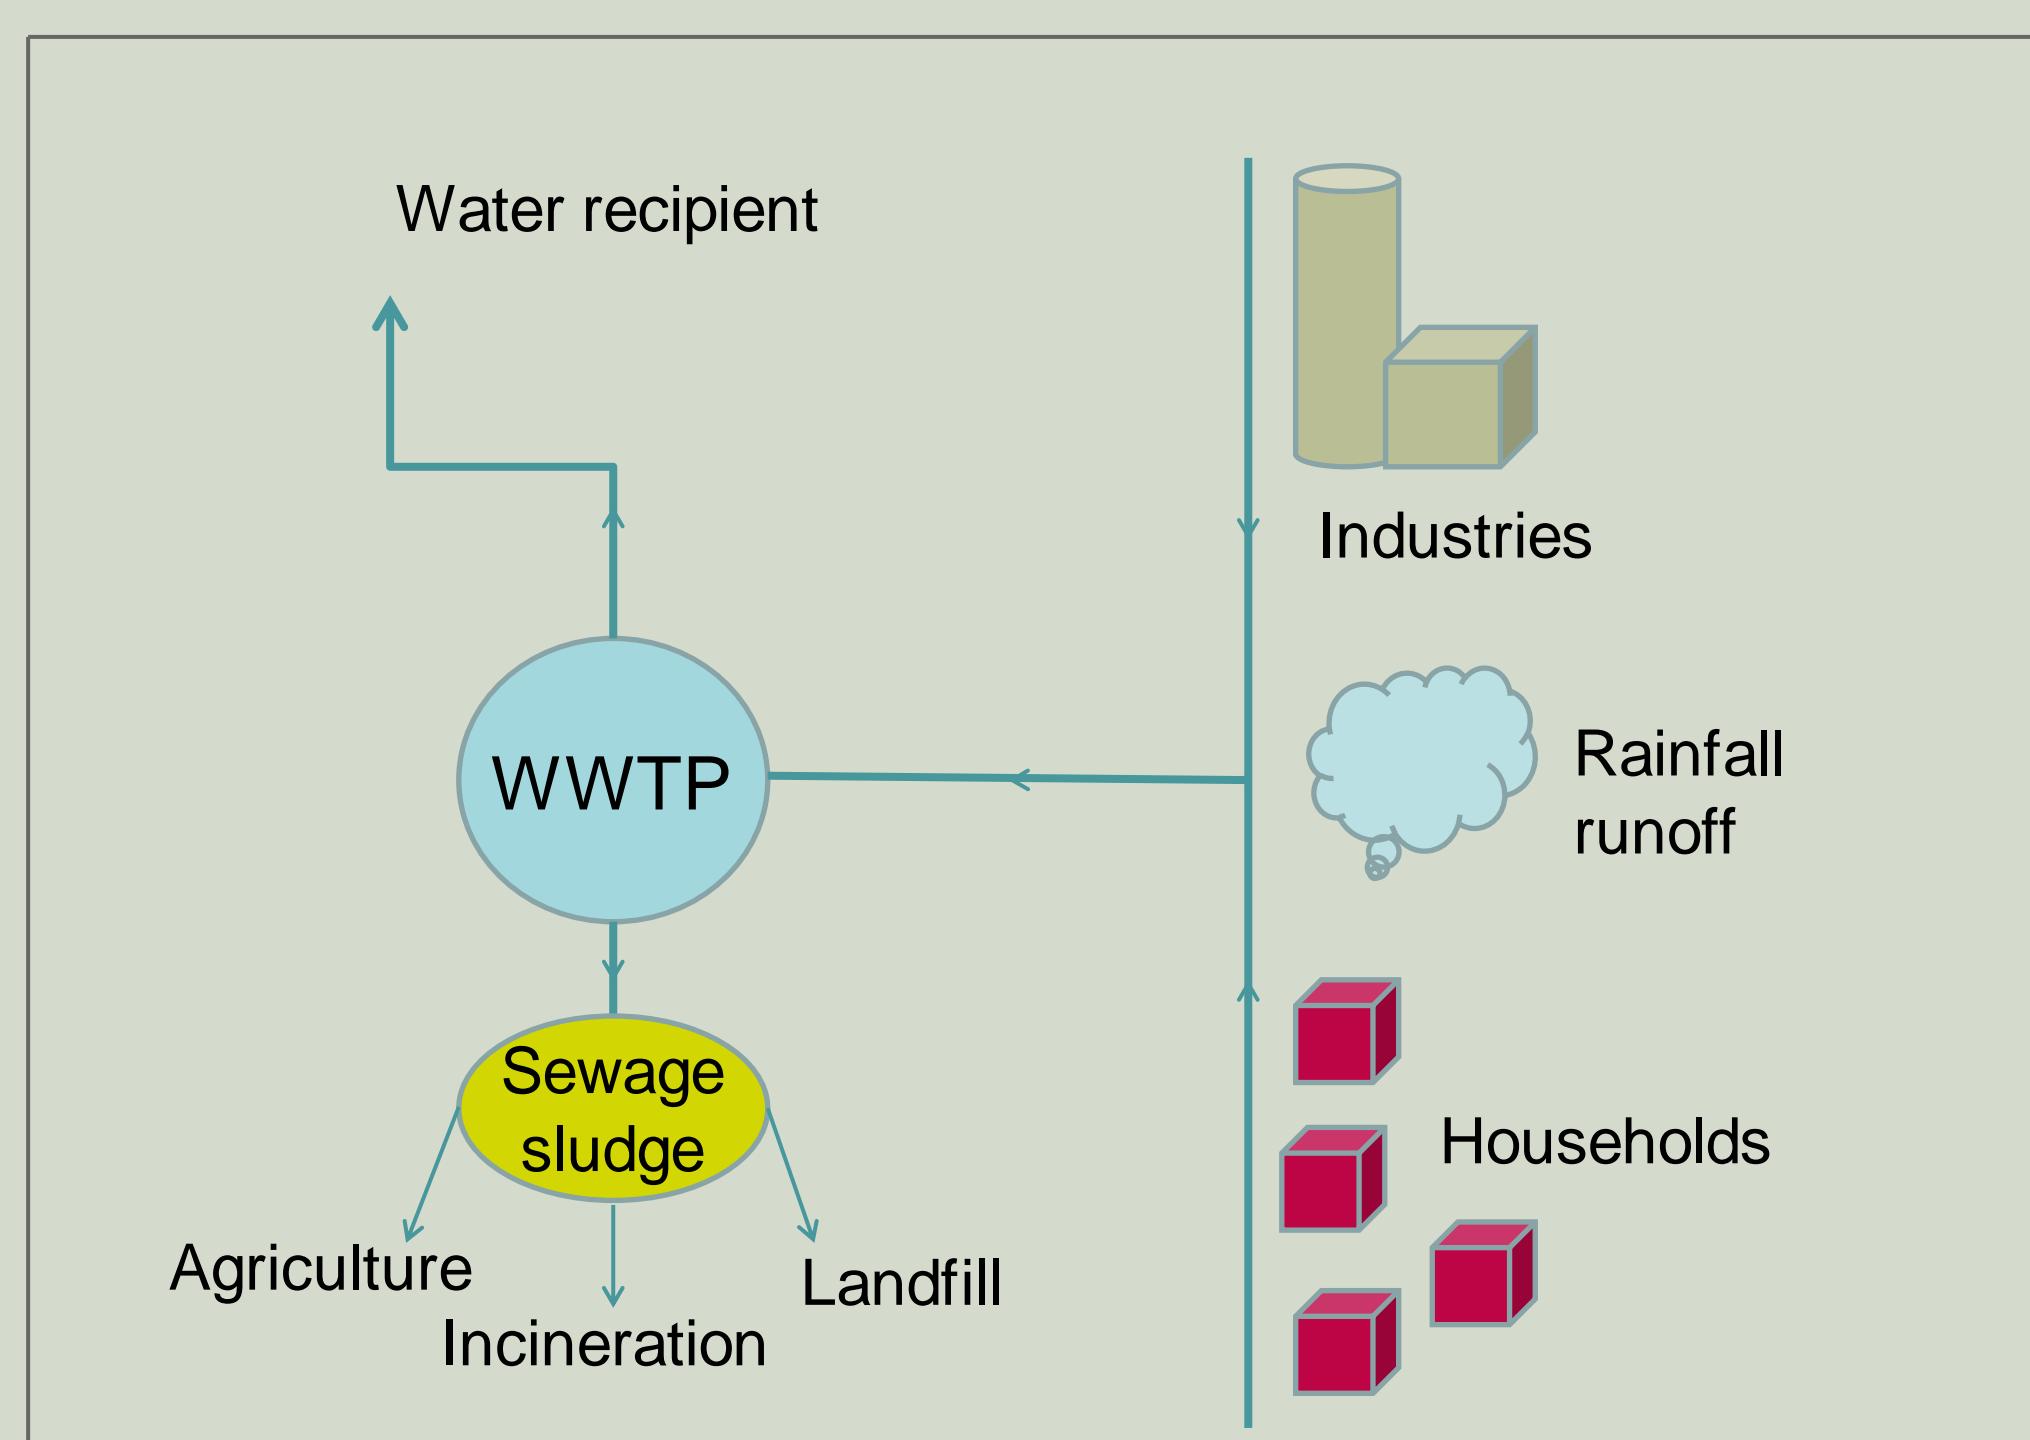 Water recipient
Industries
WWTP
Rainfall
runoff
Sewage
sludge
Households
Agriculture
Landfill
Incineration